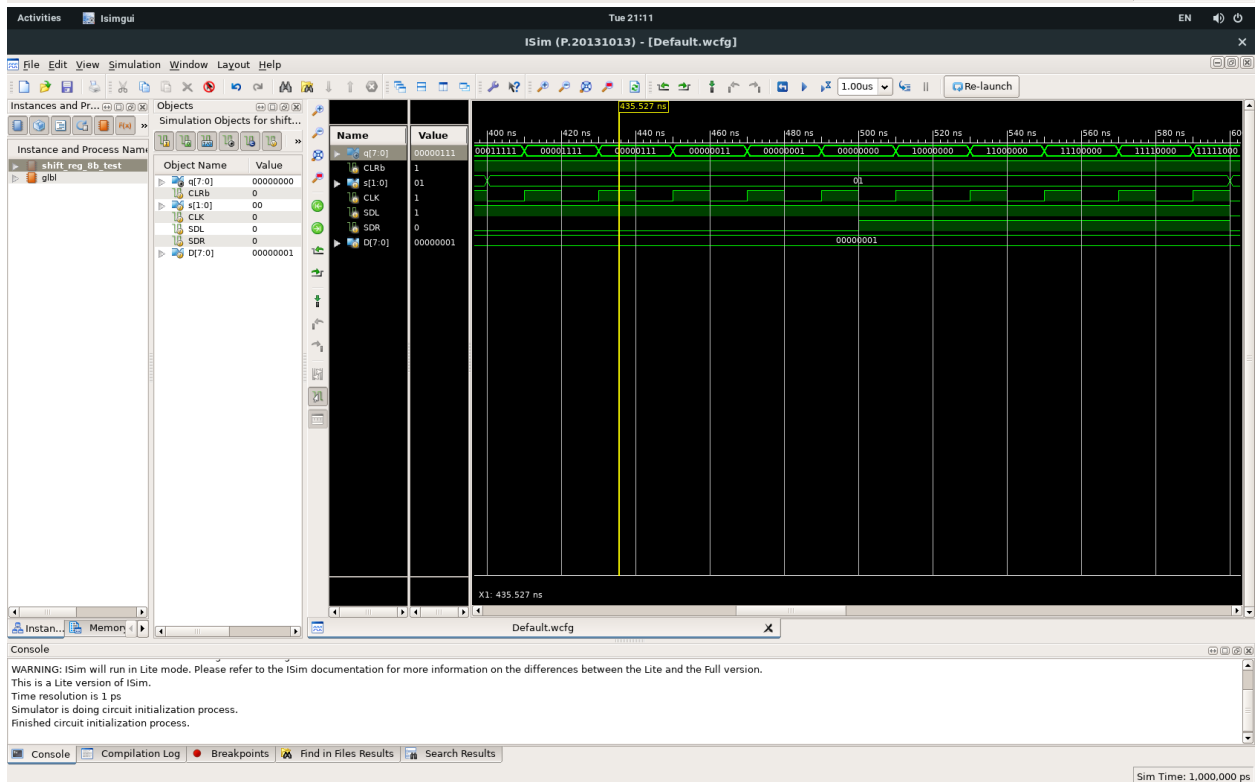 Activities Isimgui Tue 21:11 EN
ISim (P.20131013) - [Default.wcfg]
File Edit View Simulation Window Layout Help
1.00us Re-launch
Instances and Pr...
Instance and Process Name
shift_reg_8b_test
glbl
Instan... Memory
Objects
Simulation Objects for shift...
Object Name Value
q[7:0] 00000000
CLRb 0
s[1:0] 00
CLK 0
SDL 0
SDR 0
D[7:0] 00000001
Name Value
q[7:0] 00000111
CLRb 1
s[1:0] 01
CLK 1
SDL 1
SDR 0
D[7:0] 00000001
435.527 ns
400 ns 420 ns 440 ns 460 ns 480 ns 500 ns 520 ns 540 ns 560 ns 580 ns 60
00011111 00001111 00000111 00000011 00000001 00000000 10000000 11000000 11100000 11110000 11111000
01
00000001
X1: 435.527 ns
Default.wcfg
Console
WARNING: ISim will run in Lite mode. Please refer to the ISim documentation for more information on the differences between the Lite and the Full version.
This is a Lite version of ISim.
Time resolution is 1 ps
Simulator is doing circuit initialization process.
Finished circuit initialization process.
Console Compilation Log Breakpoints Find in Files Results Search Results
Sim Time: 1,000,000 ps